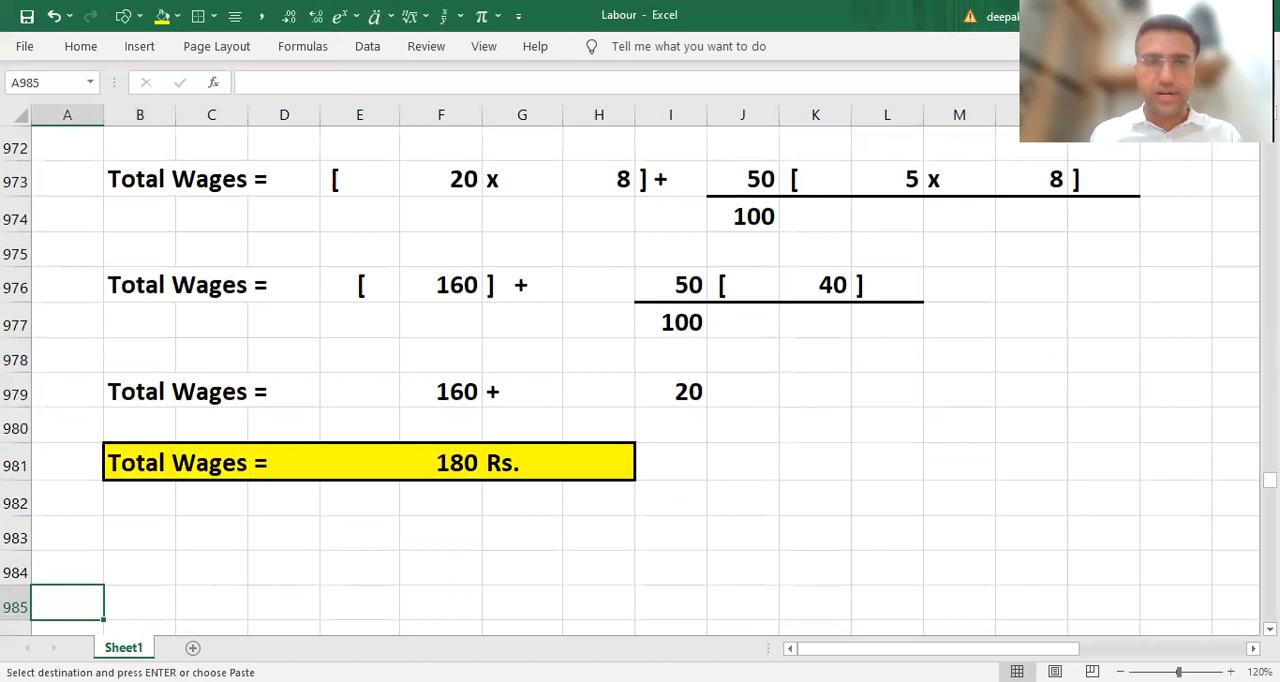 Labour - Excel
deepak
File Home Insert Page Layout Formulas Data Review View Help Tell me what you want to do
A985 fx
A B C D E F G H I J K L M
972
973 Total Wages = [ 20 x 8 ] + 50 [ 5 x 8 ]
974 100
975
976 Total Wages = [ 160 ] + 50 [ 40 ]
977 100
978
979 Total Wages = 160 + 20
980
981 Total Wages = 180 Rs.
982
983
984
985
Sheet1
Select destination and press ENTER or choose Paste 120%